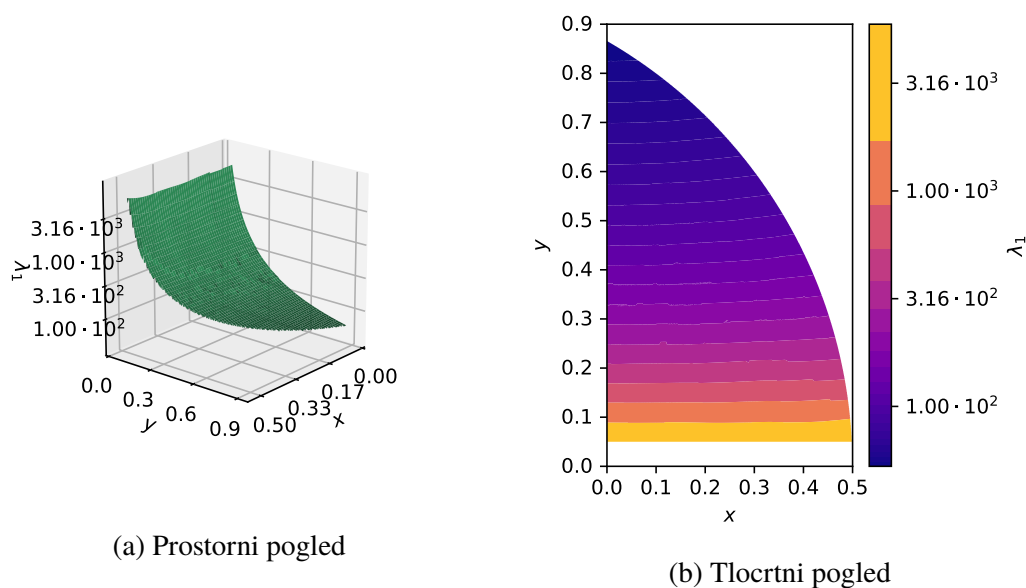 3.16 · 10³
1.00 · 10³
3.16 · 10²
1.00 · 10²
λ₁
0.0
0.3
0.6
0.9
y
0.50
0.33
0.17
0.00
x
(a) Prostorni pogled
0.9
0.8
0.7
0.6
0.5
0.4
0.3
0.2
0.1
0.0
y
0.0 0.1 0.2 0.3 0.4 0.5
x
3.16 · 10³
1.00 · 10³
3.16 · 10²
1.00 · 10²
λ₁
(b) Tlocrtni pogled